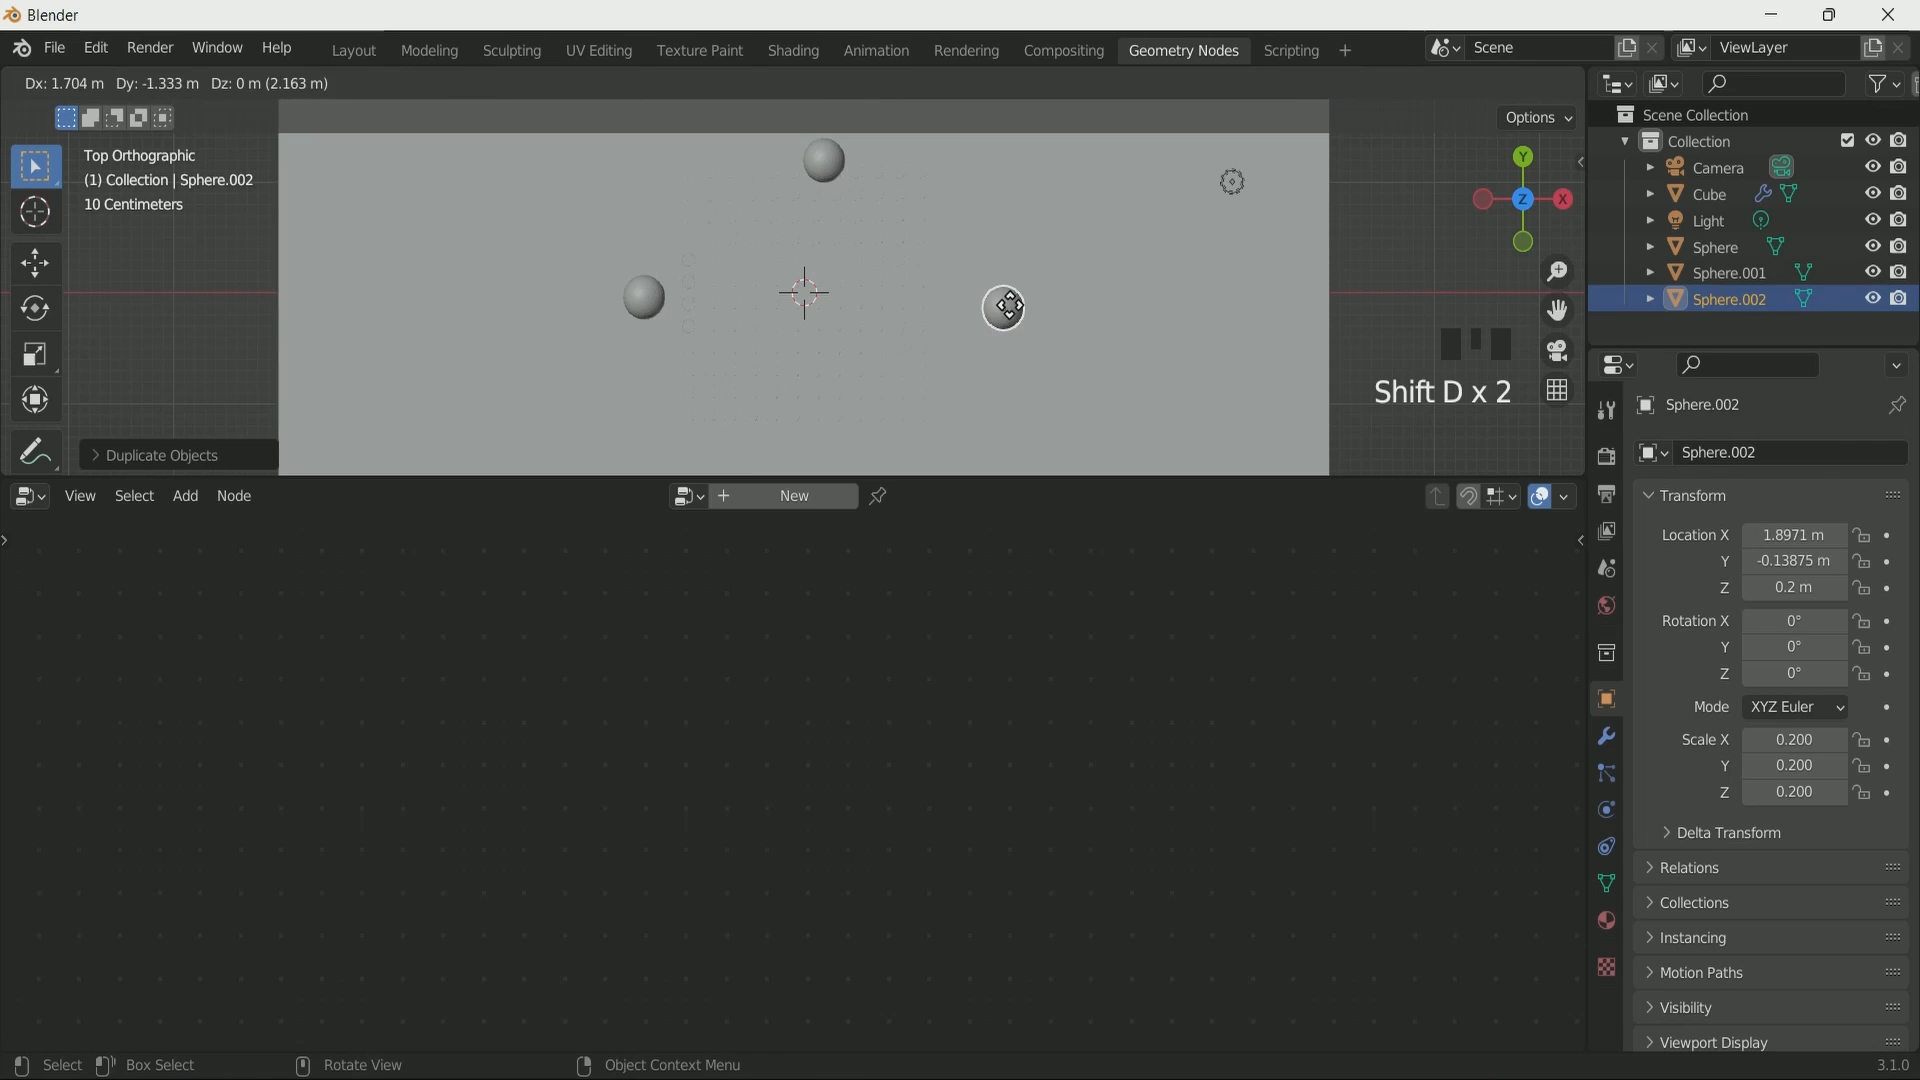 Blender
File Edit Render Window Help Layout Modeling Sculpting UV Editing Texture Paint Shading Animation Rendering Compositing Geometry Nodes Scripting + Scene ViewLayer
Dx: 1.704 m Dy: -1.333 m Dz: 0 m (2.163 m)
Options
Top Orthographic
(1) Collection | Sphere.002
10 Centimeters
Y
Z
X
Shift D x 2
Duplicate Objects
Scene Collection
Collection
Camera
Cube
Light
Sphere
Sphere.001
Sphere.002
View Select Add Node New
Sphere.002
Sphere.002
Transform
Location X 1.8971 m
Y -0.13875 m
Z 0.2 m
Rotation X 0°
Y 0°
Z 0°
Mode XYZ Euler
Scale X 0.200
Y 0.200
Z 0.200
Delta Transform
Relations
Collections
Instancing
Motion Paths
Visibility
Viewport Display
Select Box Select Rotate View Object Context Menu 3.1.0